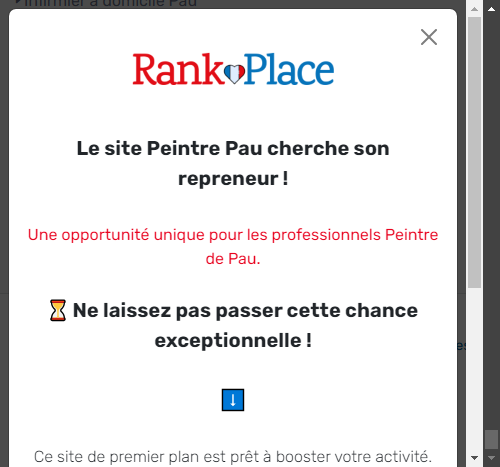 Infirmier à domicile Pau
Rank Place
Le site Peintre Pau cherche son
repreneur !
Une opportunité unique pour les professionnels Peintre
de Pau.
⏳ Ne laissez pas passer cette chance
exceptionnelle !
↓
Ce site de premier plan est prêt à booster votre activité.